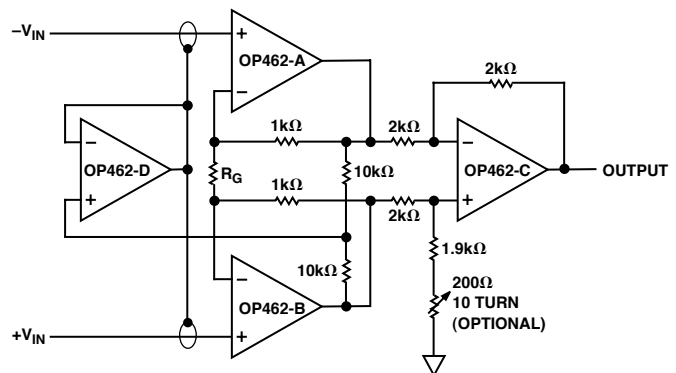 –VIN
+
OP462-A
–
2kΩ
1kΩ
2kΩ
–
OP462-D
+
–
OP462-C
+
OUTPUT
10kΩ
RG
1kΩ
2kΩ
1.9kΩ
10kΩ
–
OP462-B
+
200Ω
10 TURN
(OPTIONAL)
+VIN